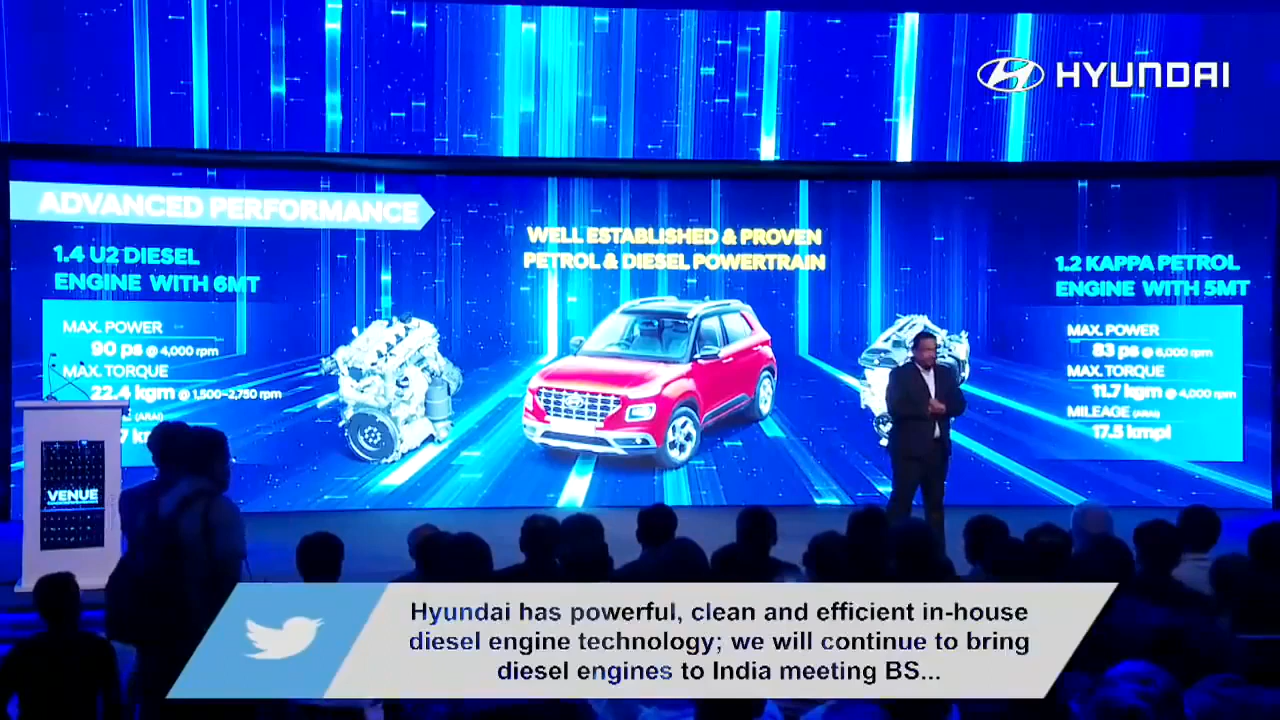 HYUNDAI
ADVANCED PERFORMANCE
1.4 U2 DIESEL
ENGINE WITH 6MT
MAX. POWER
90 ps @ 4,000 rpm
MAX. TORQUE
22.4 kgm @ 1,500~2,750 rpm
(ARAI)
WELL ESTABLISHED & PROVEN
PETROL & DIESEL POWERTRAIN
1.2 KAPPA PETROL
ENGINE WITH 5MT
MAX. POWER
83 ps @ 6,000 rpm
MAX. TORQUE
11.7 kgm @ 4,000 rpm
MILEAGE (ARAI)
17.5 kmpl
VENUE
Hyundai has powerful, clean and efficient in-house
diesel engine technology; we will continue to bring
diesel engines to India meeting BS...